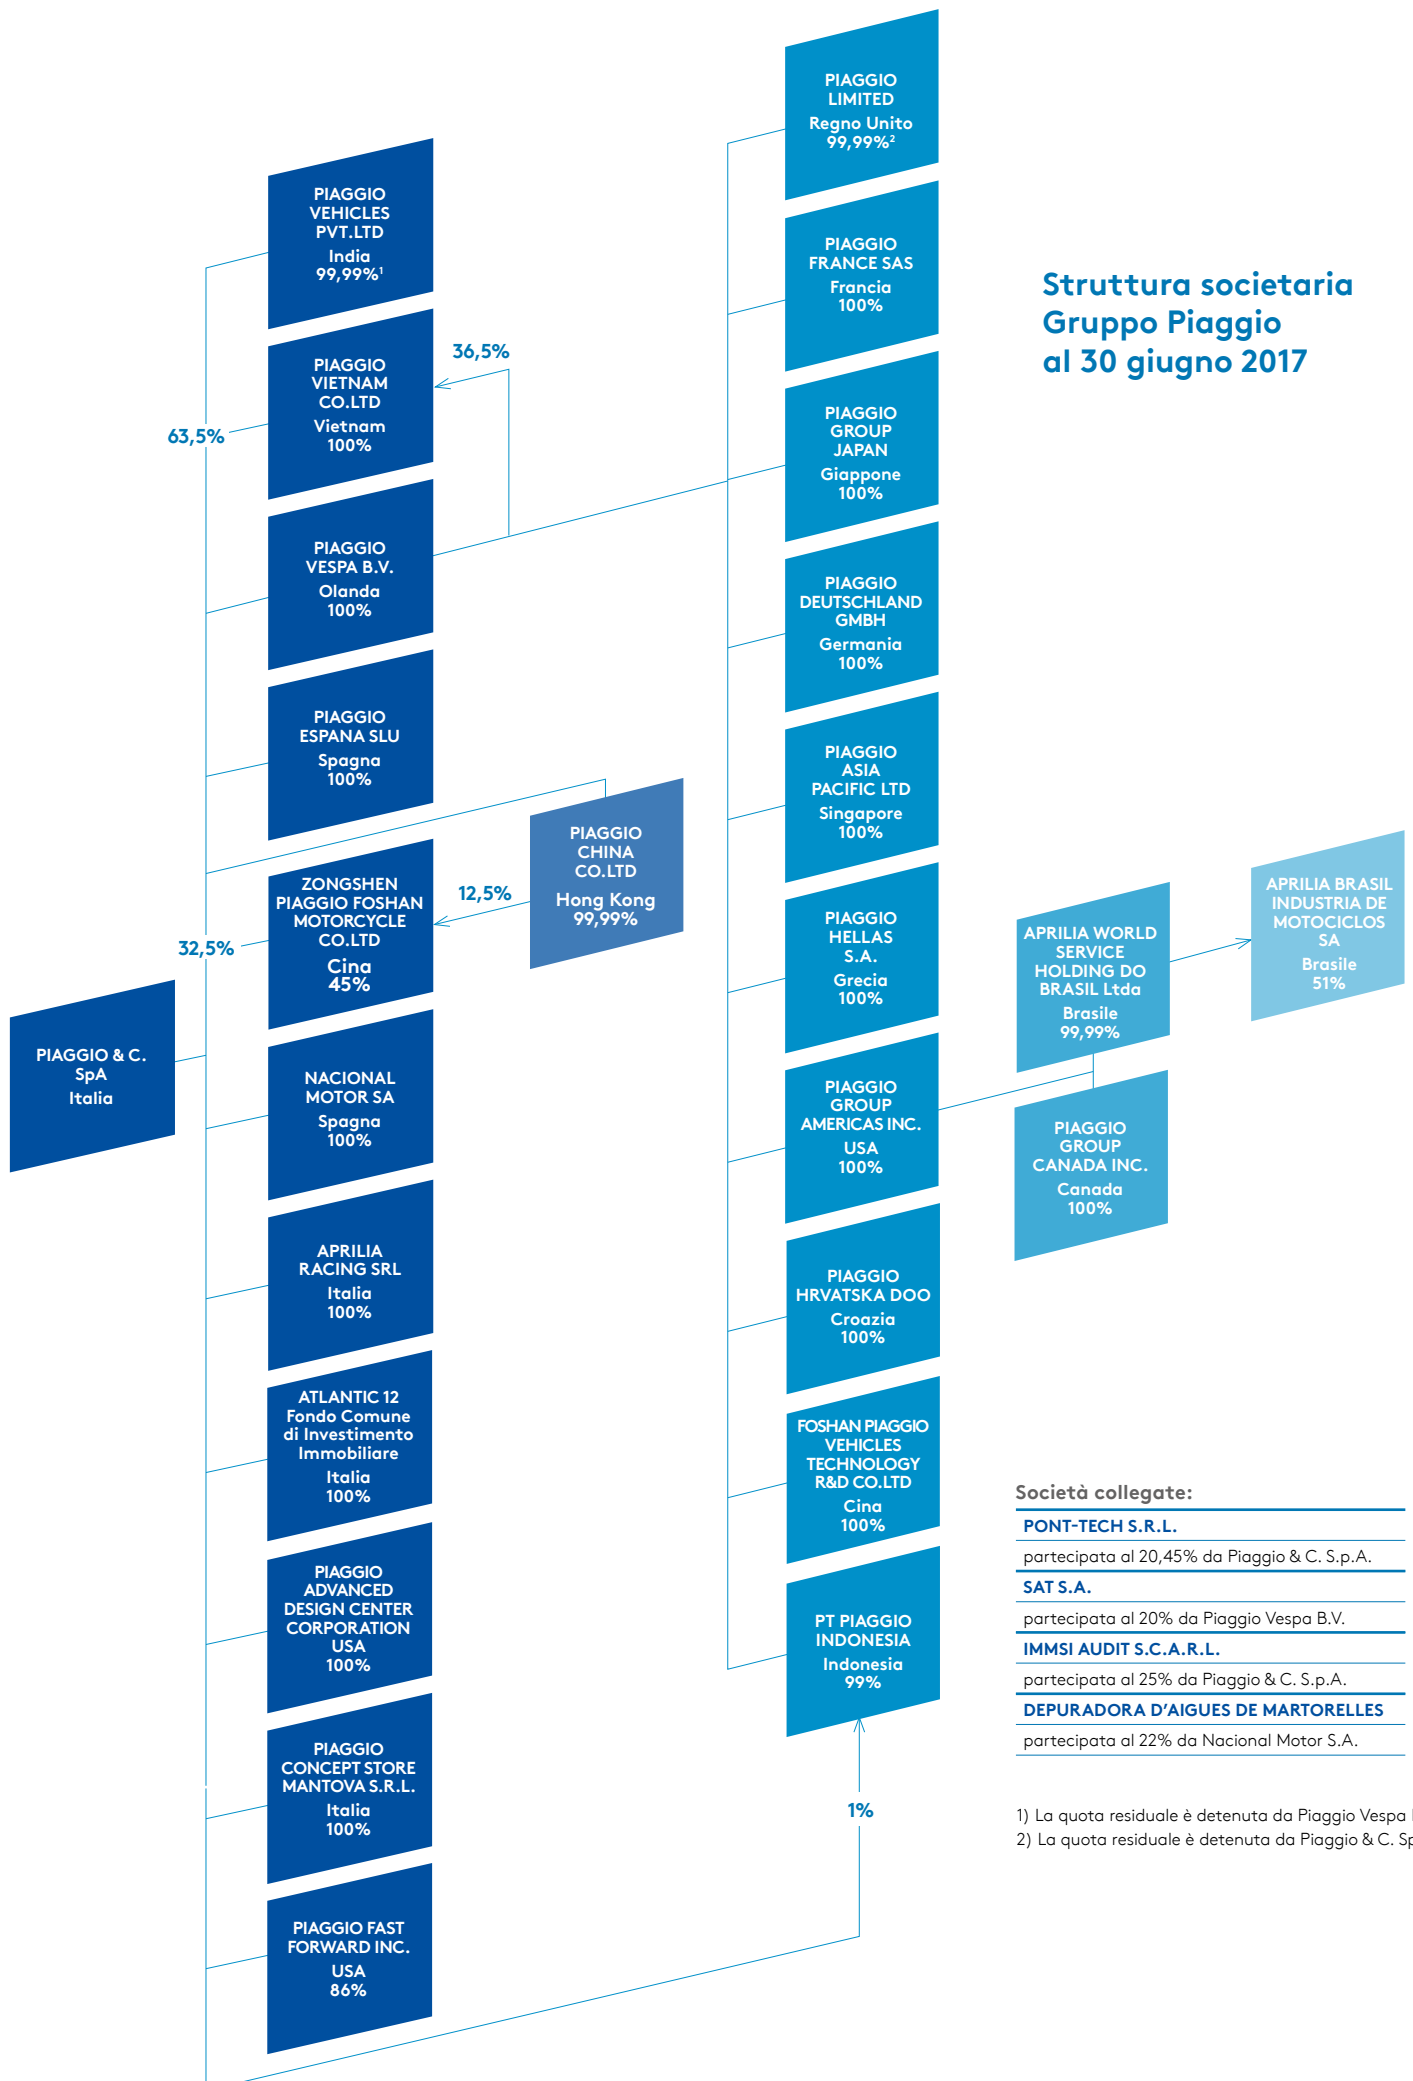 Struttura societaria
Gruppo Piaggio
al 30 giugno 2017
PIAGGIO & C.
SpA
Italia
PIAGGIO
VEHICLES
PVT.LTD
India
99,99%¹
63,5%
PIAGGIO
VIETNAM
CO.LTD
Vietnam
100%
36,5%
PIAGGIO
VESPA B.V.
Olanda
100%
PIAGGIO
ESPANA SLU
Spagna
100%
32,5%
ZONGSHEN
PIAGGIO FOSHAN
MOTORCYCLE
CO.LTD
Cina
45%
12,5%
PIAGGIO
CHINA
CO.LTD
Hong Kong
99,99%
NACIONAL
MOTOR SA
Spagna
100%
APRILIA
RACING SRL
Italia
100%
ATLANTIC 12
Fondo Comune
di Investimento
Immobiliare
Italia
100%
PIAGGIO
ADVANCED
DESIGN CENTER
CORPORATION
USA
100%
PIAGGIO
CONCEPT STORE
MANTOVA S.R.L.
Italia
100%
PIAGGIO FAST
FORWARD INC.
USA
86%
PIAGGIO
LIMITED
Regno Unito
99,99%²
PIAGGIO
FRANCE SAS
Francia
100%
PIAGGIO
GROUP
JAPAN
Giappone
100%
PIAGGIO
DEUTSCHLAND
GMBH
Germania
100%
PIAGGIO
ASIA
PACIFIC LTD
Singapore
100%
PIAGGIO
HELLAS
S.A.
Grecia
100%
PIAGGIO
GROUP
AMERICAS INC.
USA
100%
PIAGGIO
HRVATSKA DOO
Croazia
100%
FOSHAN PIAGGIO
VEHICLES
TECHNOLOGY
R&D CO.LTD
Cina
100%
PT PIAGGIO
INDONESIA
Indonesia
99%
1%
APRILIA WORLD
SERVICE
HOLDING DO
BRASIL Ltda
Brasile
99,99%
PIAGGIO
GROUP
CANADA INC.
Canada
100%
APRILIA BRASIL
INDUSTRIA DE
MOTOCICLOS
SA
Brasile
51%
Società collegate:
PONT-TECH S.R.L.
partecipata al 20,45% da Piaggio & C. S.p.A.
SAT S.A.
partecipata al 20% da Piaggio Vespa B.V.
IMMSI AUDIT S.C.A.R.L.
partecipata al 25% da Piaggio & C. S.p.A.
DEPURADORA D'AIGUES DE MARTORELLES
partecipata al 22% da Nacional Motor S.A.
1) La quota residuale è detenuta da Piaggio Vespa
2) La quota residuale è detenuta da Piaggio & C.